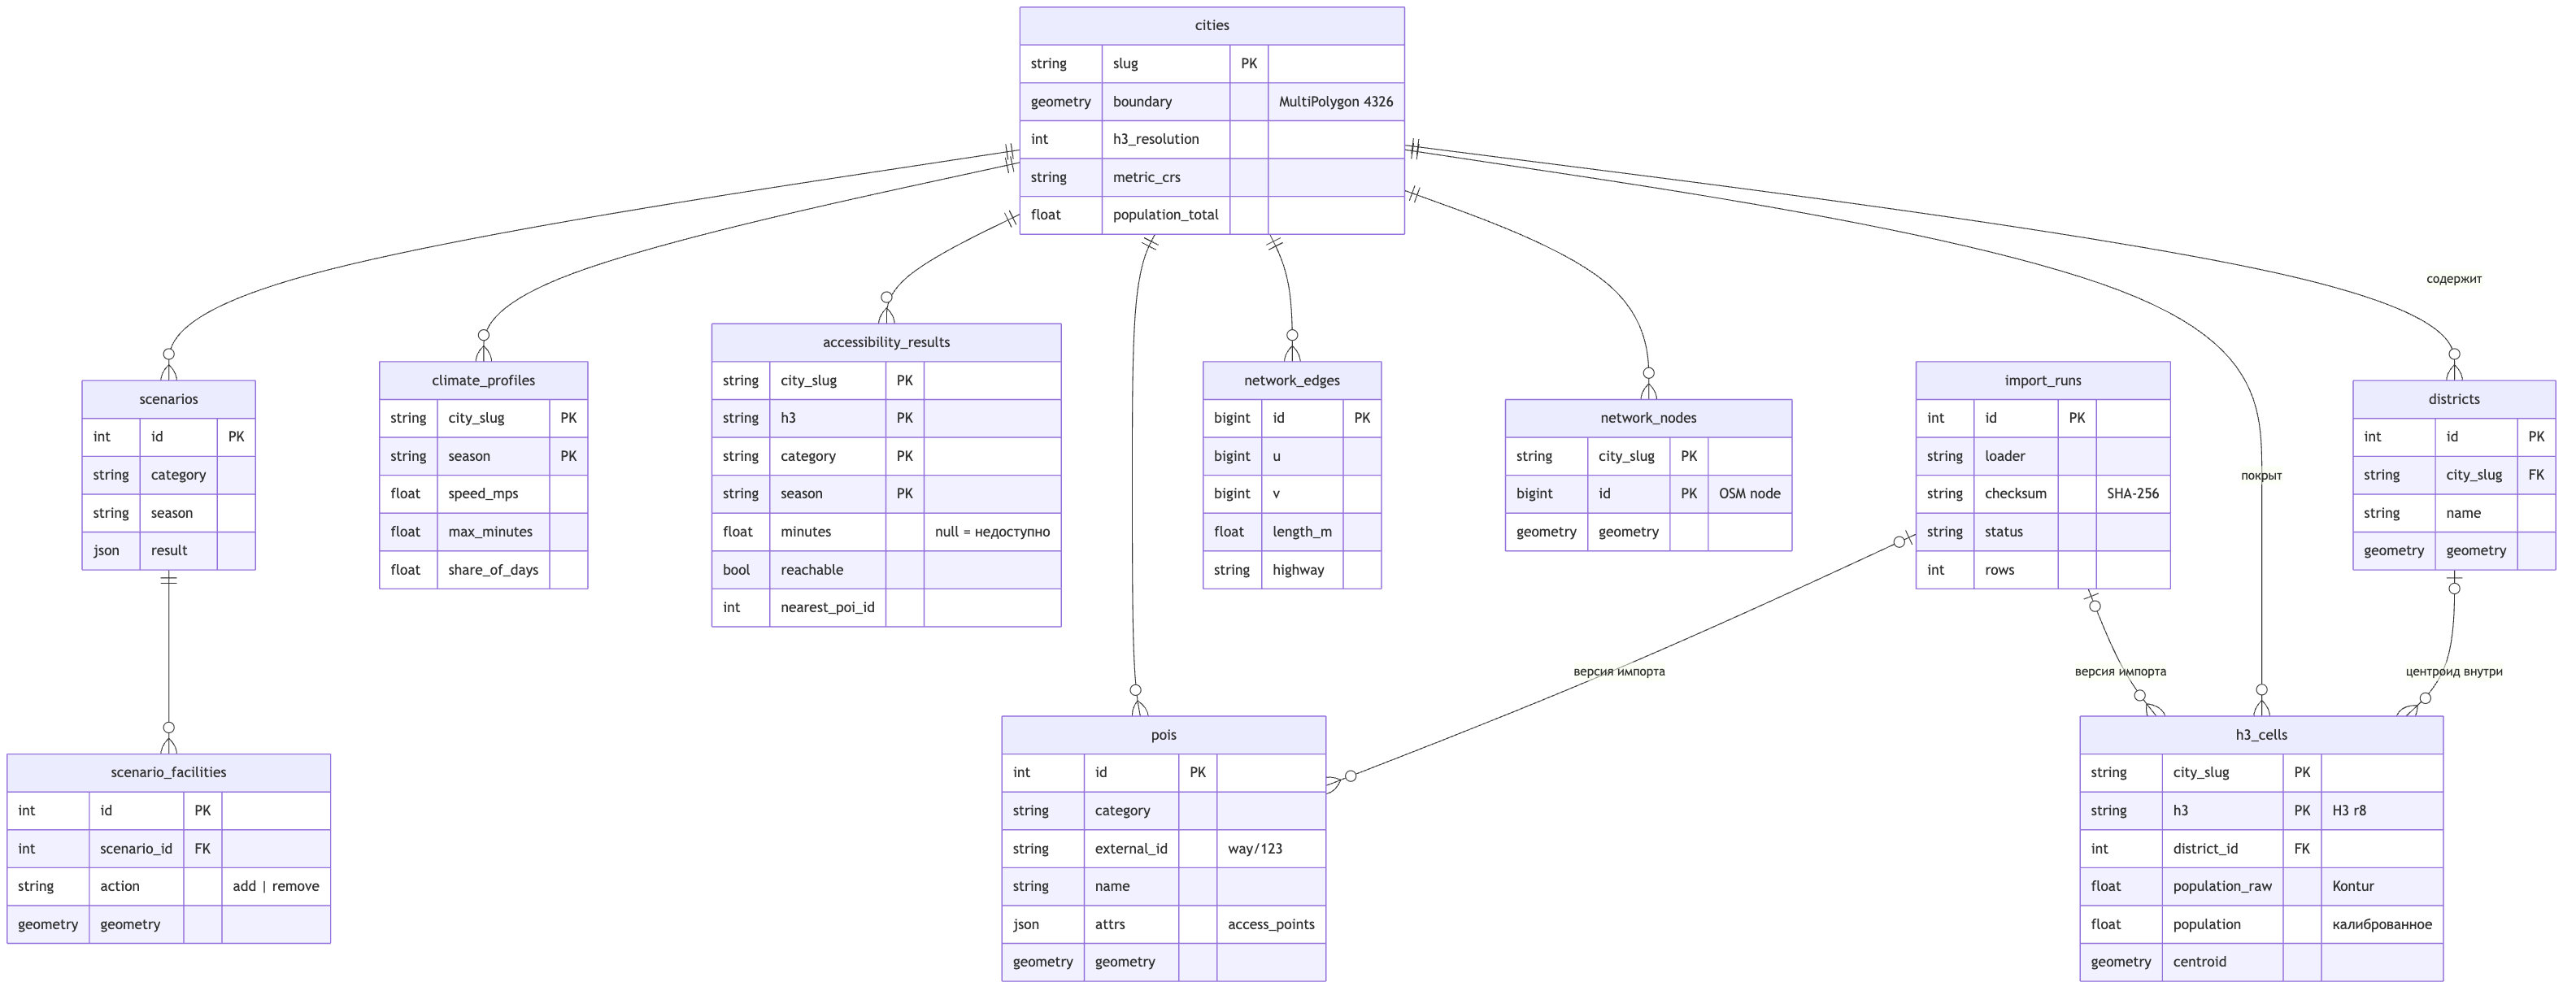 cities
string slug PK
geometry boundary MultiPolygon 4326
int h3_resolution
string metric_crs
float population_total
содержит
покрыт
scenarios
int id PK
string category
string season
json result
climate_profiles
string city_slug PK
string season PK
float speed_mps
float max_minutes
float share_of_days
accessibility_results
string city_slug PK
string h3 PK
string category PK
string season PK
float minutes null = недоступно
bool reachable
int nearest_poi_id
network_edges
bigint id PK
bigint u
bigint v
float length_m
string highway
network_nodes
string city_slug PK
bigint id PK OSM node
geometry geometry
import_runs
int id PK
string loader
string checksum SHA-256
string status
int rows
districts
int id PK
string city_slug FK
string name
geometry geometry
версия импорта
версия импорта
центроид внутри
scenario_facilities
int id PK
int scenario_id FK
string action add | remove
geometry geometry
pois
int id PK
string category
string external_id way/123
string name
json attrs access_points
geometry geometry
h3_cells
string city_slug PK
string h3 PK H3 r8
int district_id FK
float population_raw Kontur
float population калиброванное
geometry centroid